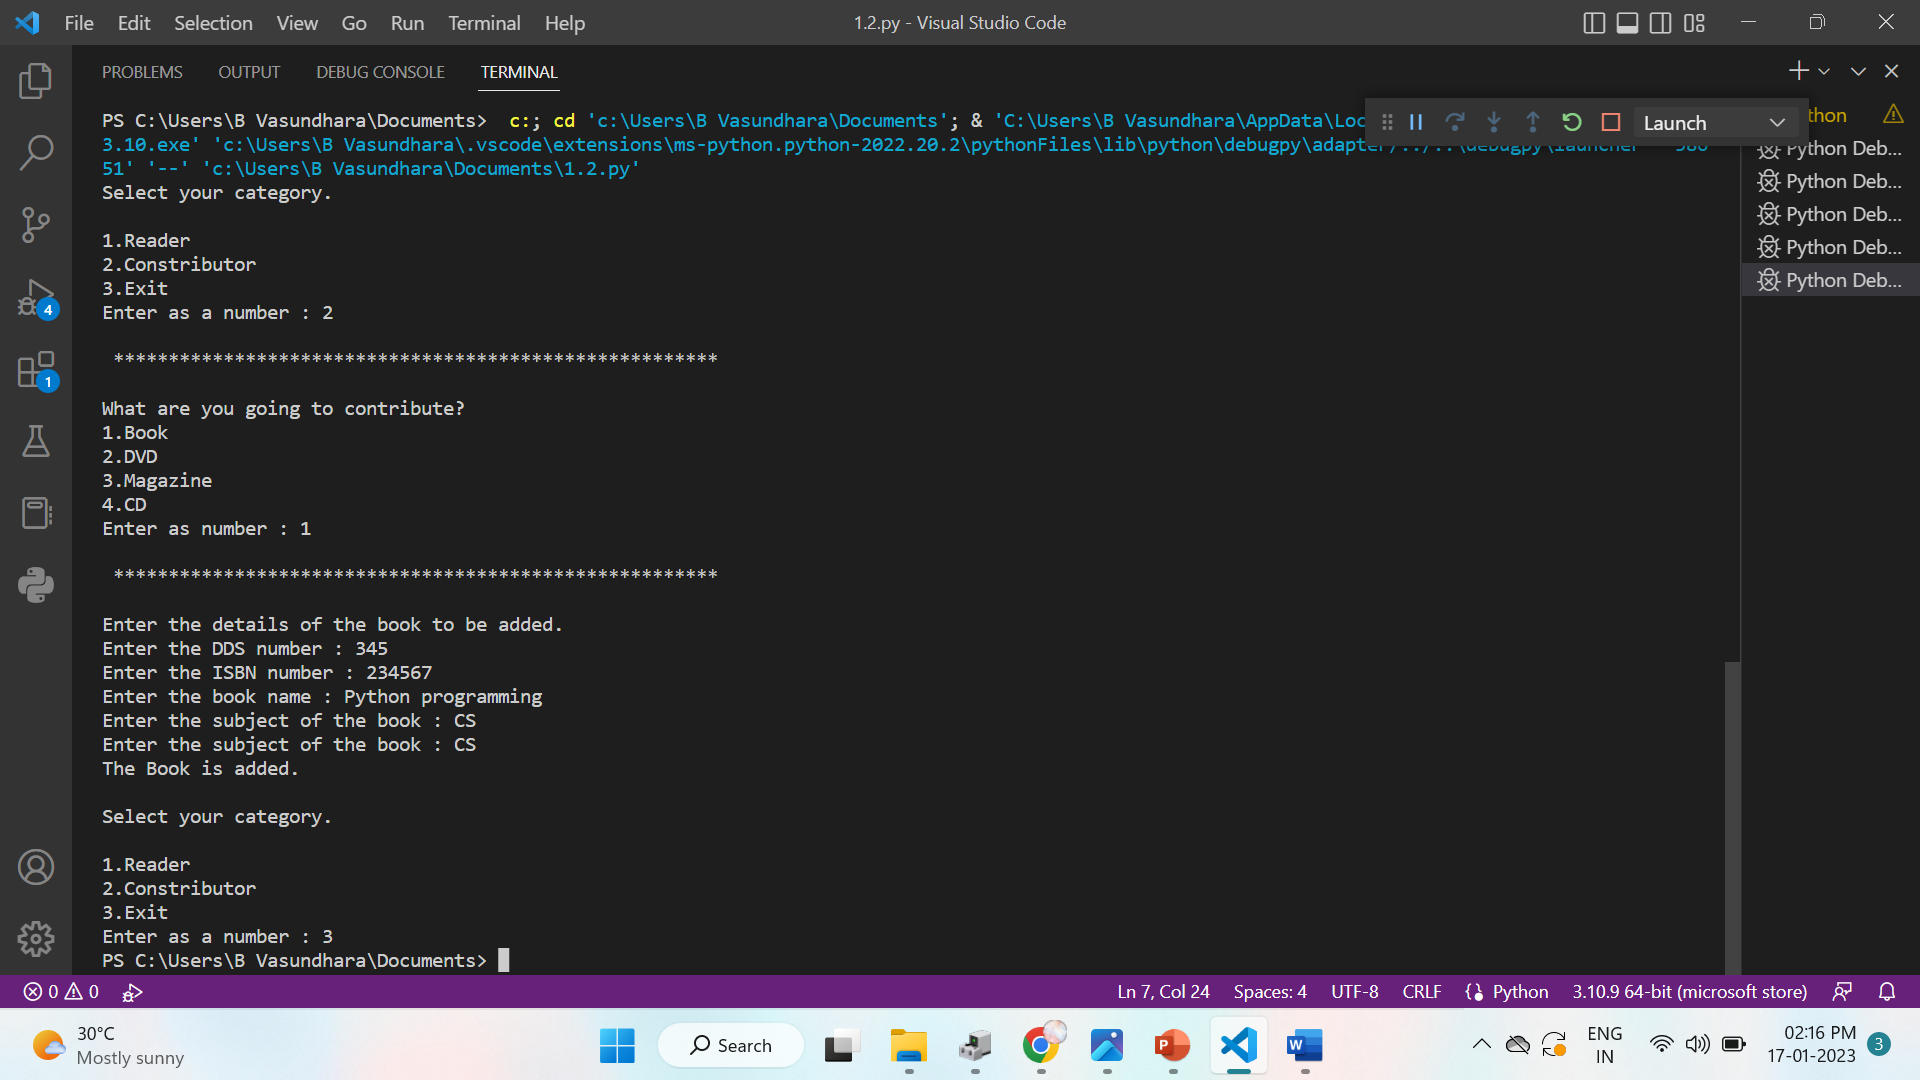 File Edit Selection View Go Run Terminal Help
1.2.py - Visual Studio Code
PROBLEMS OUTPUT DEBUG CONSOLE TERMINAL
PS C:\Users\B Vasundhara\Documents>  c:; cd 'c:\Users\B Vasundhara\Documents'; & 'C:\Users\B Vasundhara\AppData\Loc
3.10.exe' 'c:\Users\B Vasundhara\.vscode\extensions\ms-python.python-2022.20.2\pythonFiles\lib\python\debugpy\adapter/../..\debugpy\launcher
51' '--' 'c:\Users\B Vasundhara\Documents\1.2.py'
Launch
thon
Python Deb...
Python Deb...
Python Deb...
Python Deb...
Python Deb...
Select your category.
1.Reader
2.Constributor
3.Exit
Enter as a number : 2
*******************************************************
What are you going to contribute?
1.Book
2.DVD
3.Magazine
4.CD
Enter as number : 1
*******************************************************
Enter the details of the book to be added.
Enter the DDS number : 345
Enter the ISBN number : 234567
Enter the book name : Python programming
Enter the subject of the book : CS
Enter the subject of the book : CS
The Book is added.
Select your category.
1.Reader
2.Constributor
3.Exit
Enter as a number : 3
PS C:\Users\B Vasundhara\Documents>
4
1
0 0
Ln 7, Col 24 Spaces: 4 UTF-8 CRLF Python 3.10.9 64-bit (microsoft store)
30°C
Mostly sunny
Search
ENG
IN
02:16 PM
17-01-2023
3